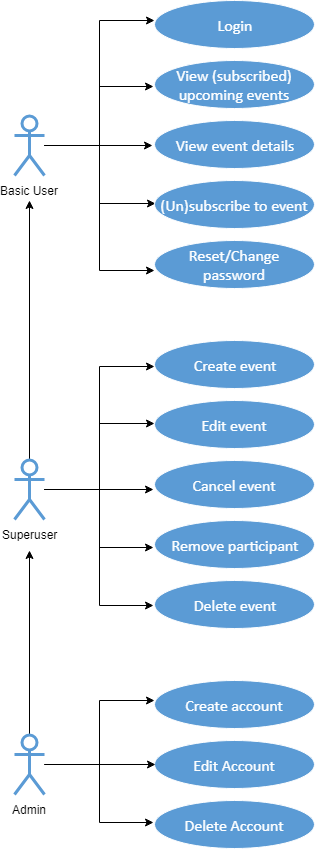 Login
View (subscribed)
upcoming events
View event details
Basic User
(Un)subscribe to event
Reset/Change
password
Create event
Edit event
Cancel event
Superuser
Remove participant
Delete event
Create account
Edit Account
Admin
Delete Account